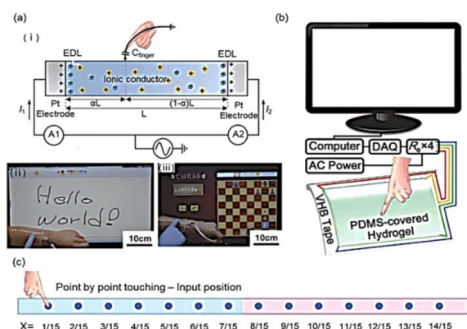 (a)
(i)
EDL
C finger
EDL
Ionic conductor
αL
(1-α)L
L
Pt
Electrode
Pt
Electrode
I₁
I₂
A1
A2
(ii)
Hello
world!
10cm
(iii)
CHESS
10cm
(b)
Computer
DAQ
×4
AC Power
VHB Tape
PDMS-covered
Hydrogel
(c)
Point by point touching – Input position
X= 1/15 2/15 3/15 4/15 5/15 6/15 7/15 8/15 9/15 10/15 11/15 12/15 13/15 14/15